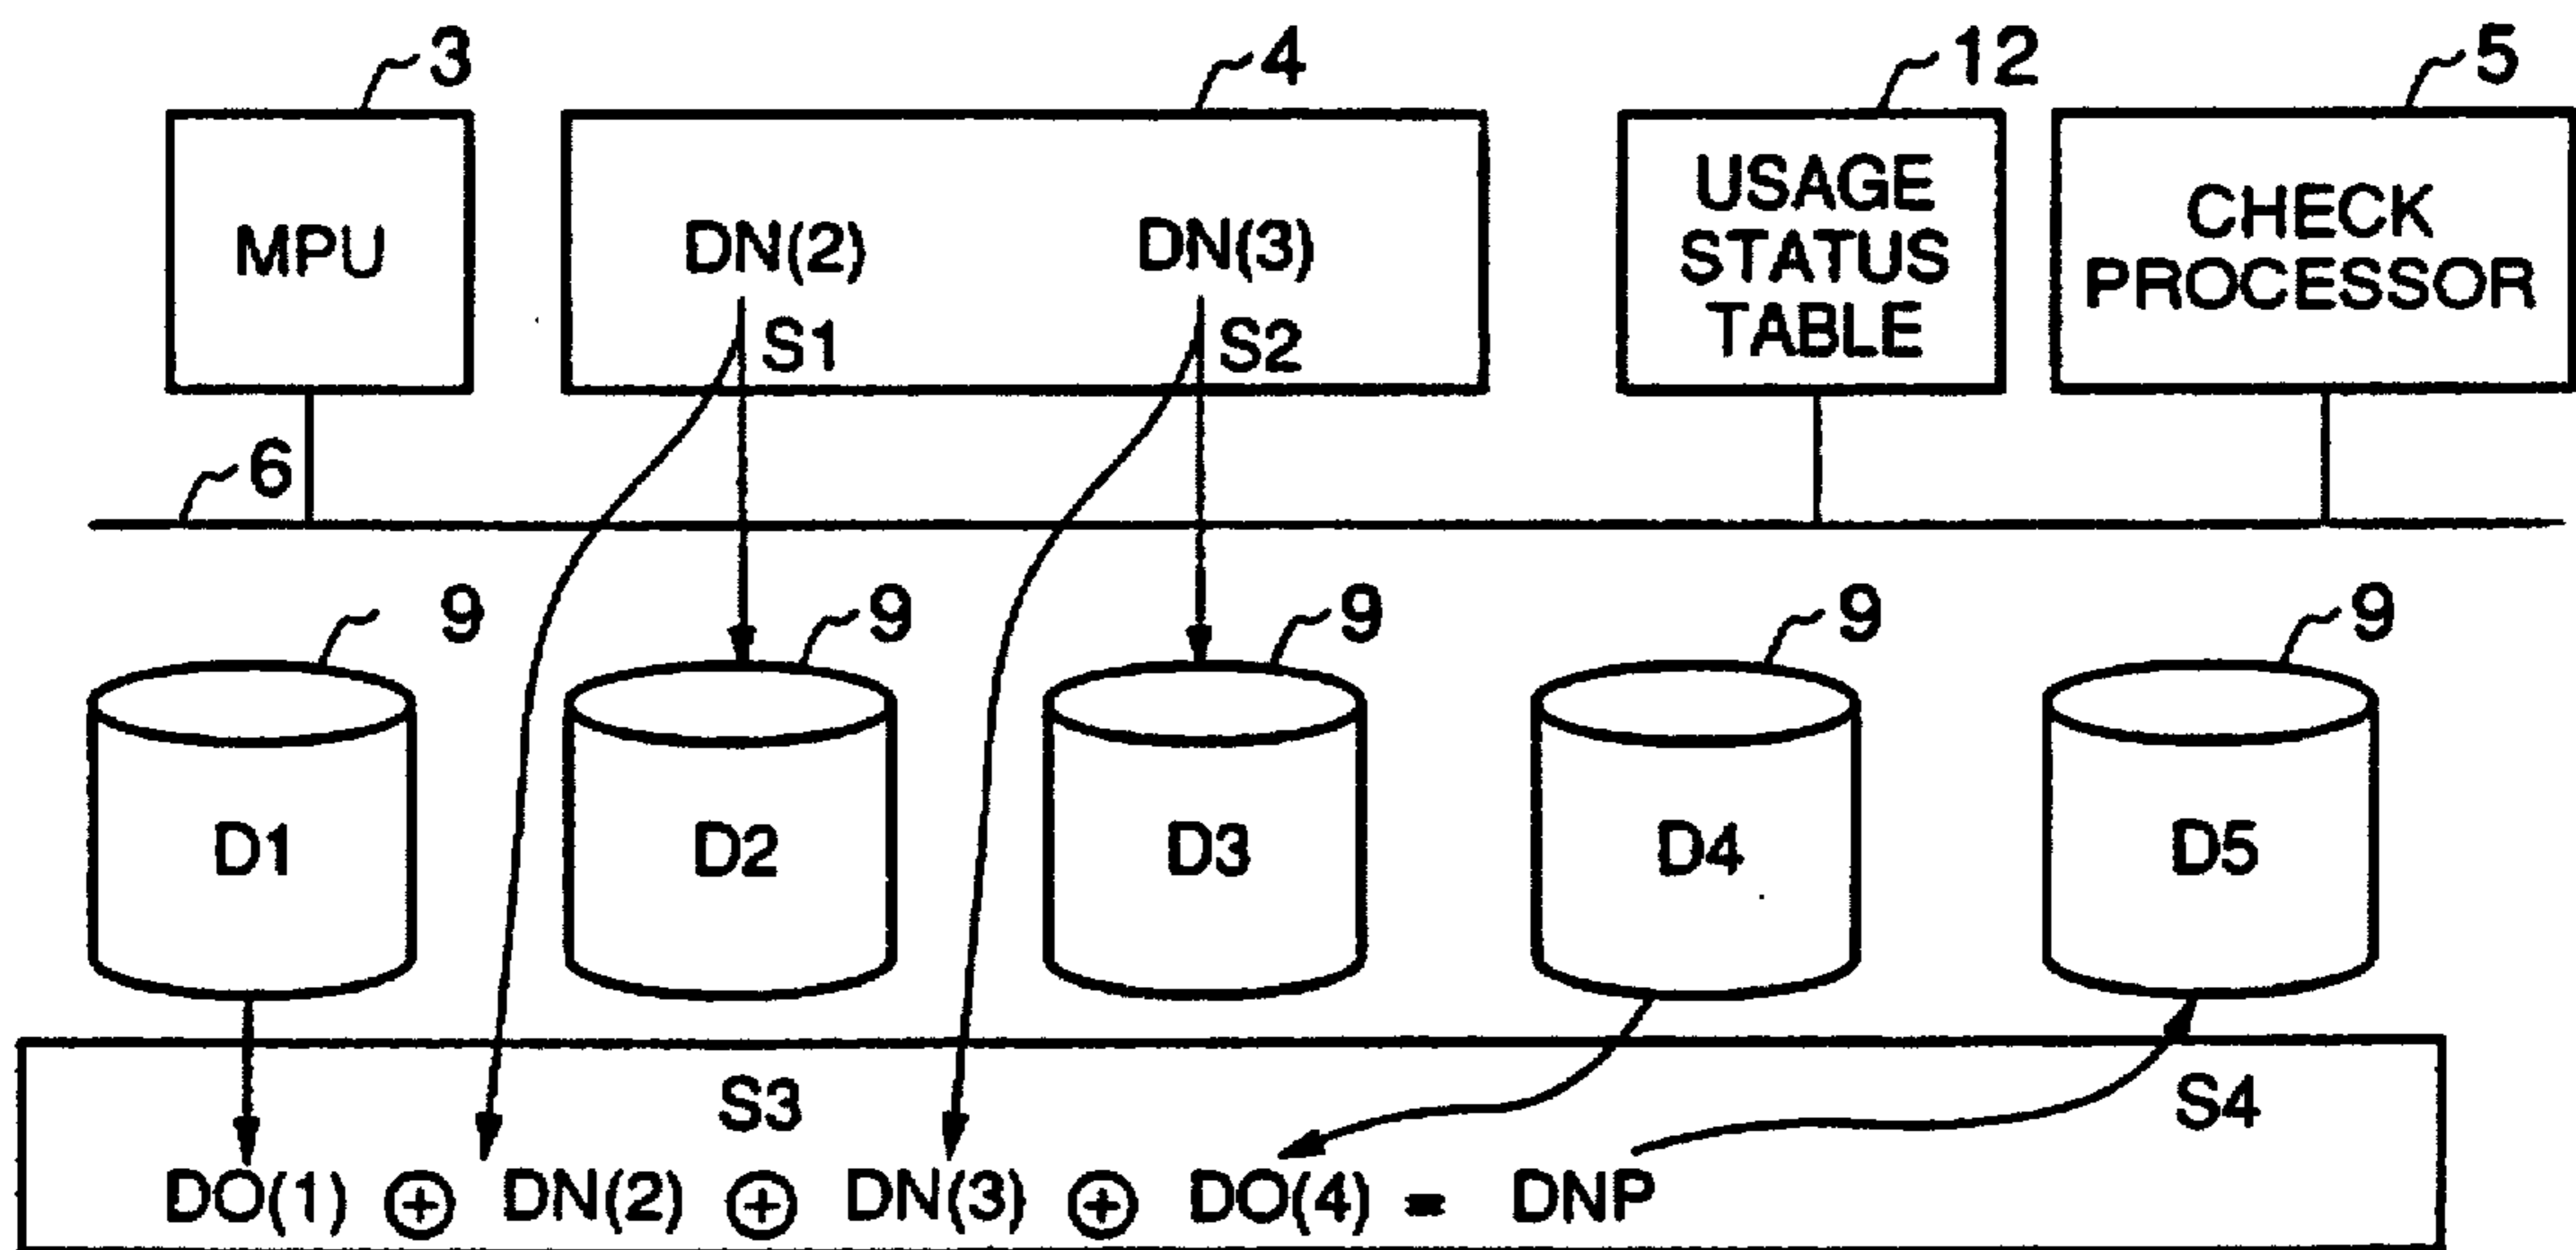 3
4
12
5
MPU
DN(2)
DN(3)
S1
S2
USAGE
STATUS
TABLE
CHECK
PROCESSOR
6
9
9
9
9
9
D1
D2
D3
D4
D5
S3
S4
DO(1) ⊕ DN(2) ⊕ DN(3) ⊕ DO(4) = DNP